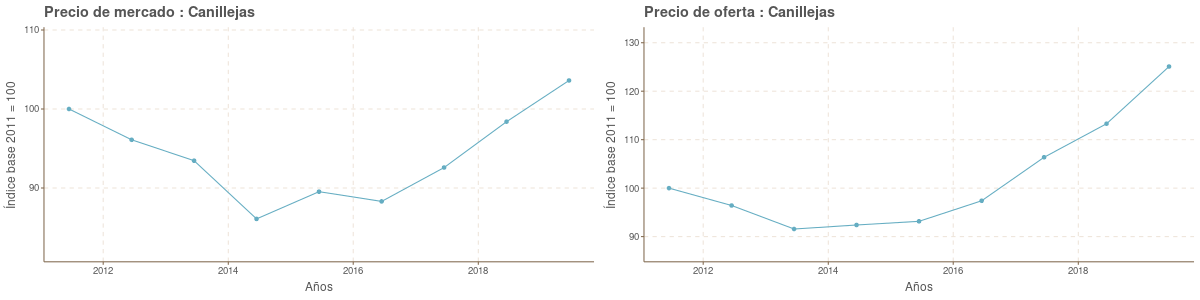 Precio de mercado : Canillejas
110
100
90
Índice base 2011 = 100
2012
2014
2016
2018
Años
Precio de oferta : Canillejas
130
120
110
100
90
Índice base 2011 = 100
2012
2014
2016
2018
Años